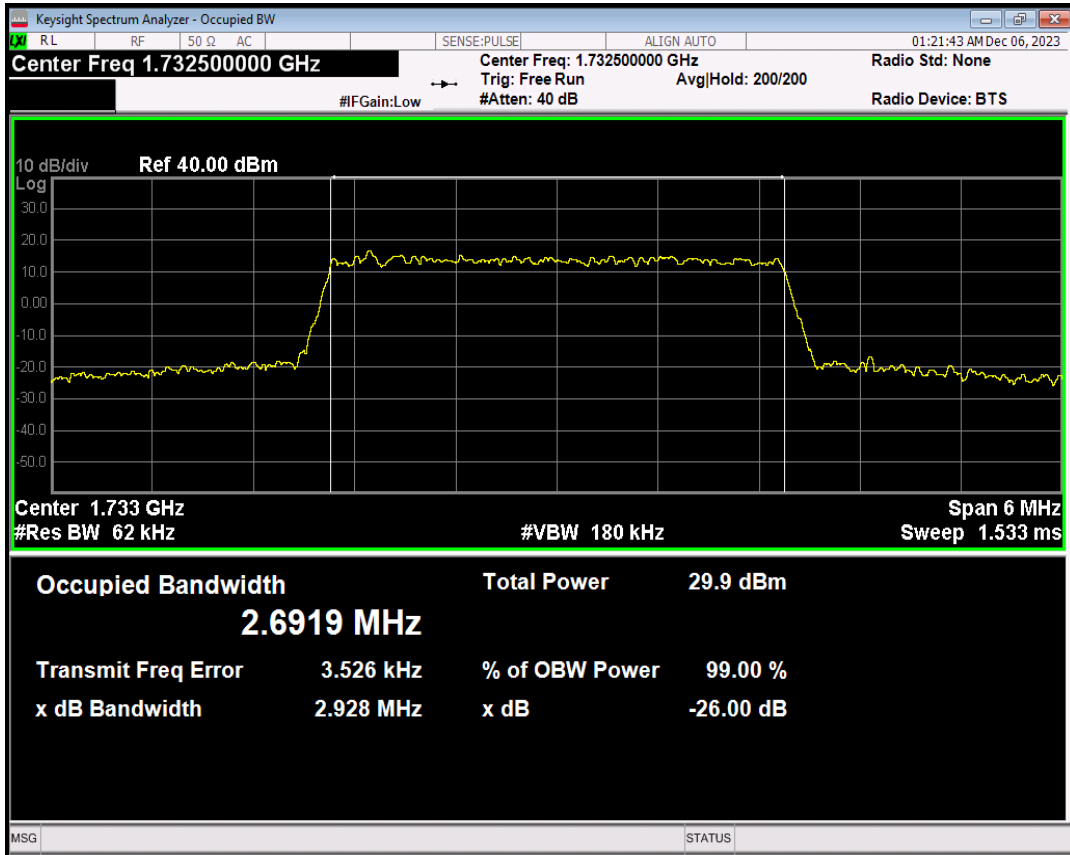 Keysight Spectrum Analyzer - Occupied BW
LXI RL RF 50 Ω AC SENSE:PULSE ALIGN AUTO 01:21:43 AM Dec 06, 2023
Center Freq 1.732500000 GHz Center Freq: 1.732500000 GHz Radio Std: None
Trig: Free Run Avg|Hold: 200/200
#IFGain:Low #Atten: 40 dB Radio Device: BTS
10 dB/div Ref 40.00 dBm
Log
30.0
20.0
10.0
0.00
-10.0
-20.0
-30.0
-40.0
-50.0
Center 1.733 GHz Span 6 MHz
#Res BW 62 kHz #VBW 180 kHz Sweep 1.533 ms
Occupied Bandwidth Total Power 29.9 dBm
2.6919 MHz
Transmit Freq Error 3.526 kHz % of OBW Power 99.00 %
x dB Bandwidth 2.928 MHz x dB -26.00 dB
MSG STATUS